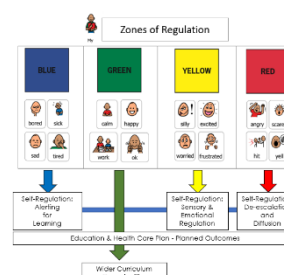 Zones of Regulation
My
BLUE
GREEN
YELLOW
RED
bored sick
calm happy
silly excited
angry
sad tired
work ok
worried frustrated
hit
Self-Regulation:
Alerting for
Learning
Self-Regulation:
Sensory &
Emotional
Regulation
Self-Regulation:
De-escalation
and
Diffusion
Education & Health Care Plan - Planned Outcomes
Wider Curriculum